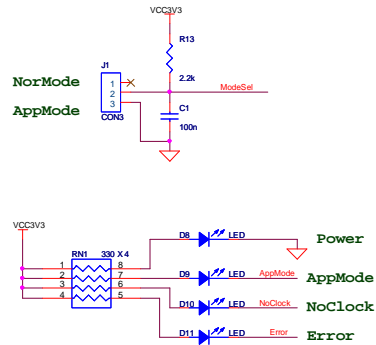 VCC3V3
R13
J1
NorMode
1
2.2k
2
ModeSel
AppMode
3
C1
CON3
100n
VCC3V3
RN1 330 X 4
D8 LED Power
1 8
2 7 D9 LED AppMode AppMode
3 6
4 5 D10 LED NoClock NoClock
D11 LED Error Error